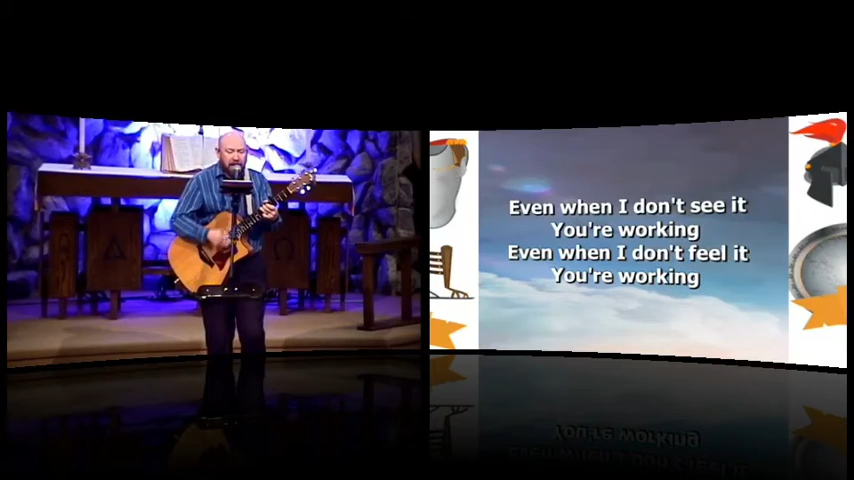 Even when I don't see it
You're working
Even when I don't feel it
You're working